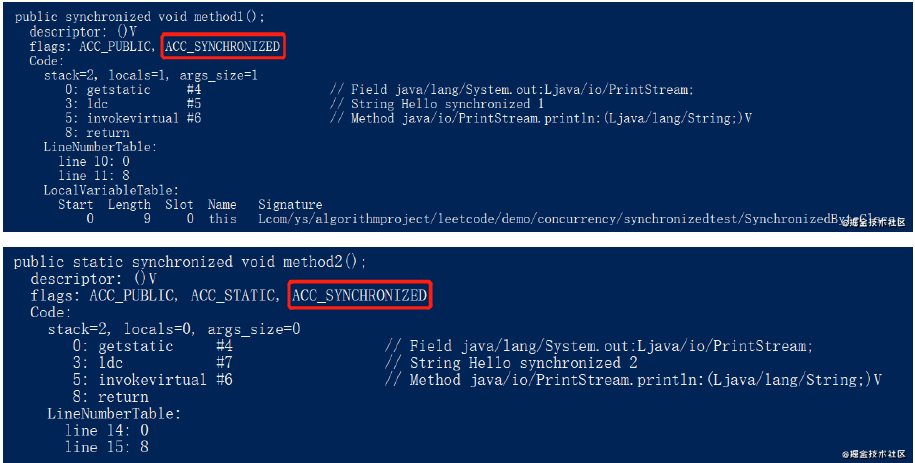 public synchronized void method1();
descriptor: ()V
flags: ACC_PUBLIC, ACC_SYNCHRONIZED
Code:
stack=2, locals=1, args_size=1
0: getstatic #4 // Field java/lang/System.out:Ljava/io/PrintStream;
3: ldc #5 // String Hello synchronized 1
5: invokevirtual #6 // Method java/io/PrintStream.println:(Ljava/lang/String;)V
8: return
LineNumberTable:
line 10: 0
line 11: 8
LocalVariableTable:
Start Length Slot Name Signature
0 9 0 this Lcom/ys/algorithmproject/leetcode/demo/concurrency/synchronizedtest/
@掘金技术社区
public static synchronized void method2();
descriptor: ()V
flags: ACC_PUBLIC, ACC_STATIC, ACC_SYNCHRONIZED
Code:
stack=2, locals=0, args_size=0
0: getstatic #4 // Field java/lang/System.out:Ljava/io/PrintStream;
3: ldc #7 // String Hello synchronized 2
5: invokevirtual #6 // Method java/io/PrintStream.println:(Ljava/lang/String;)V
8: return
LineNumberTable:
line 14: 0
line 15: 8
@掘金技术社区